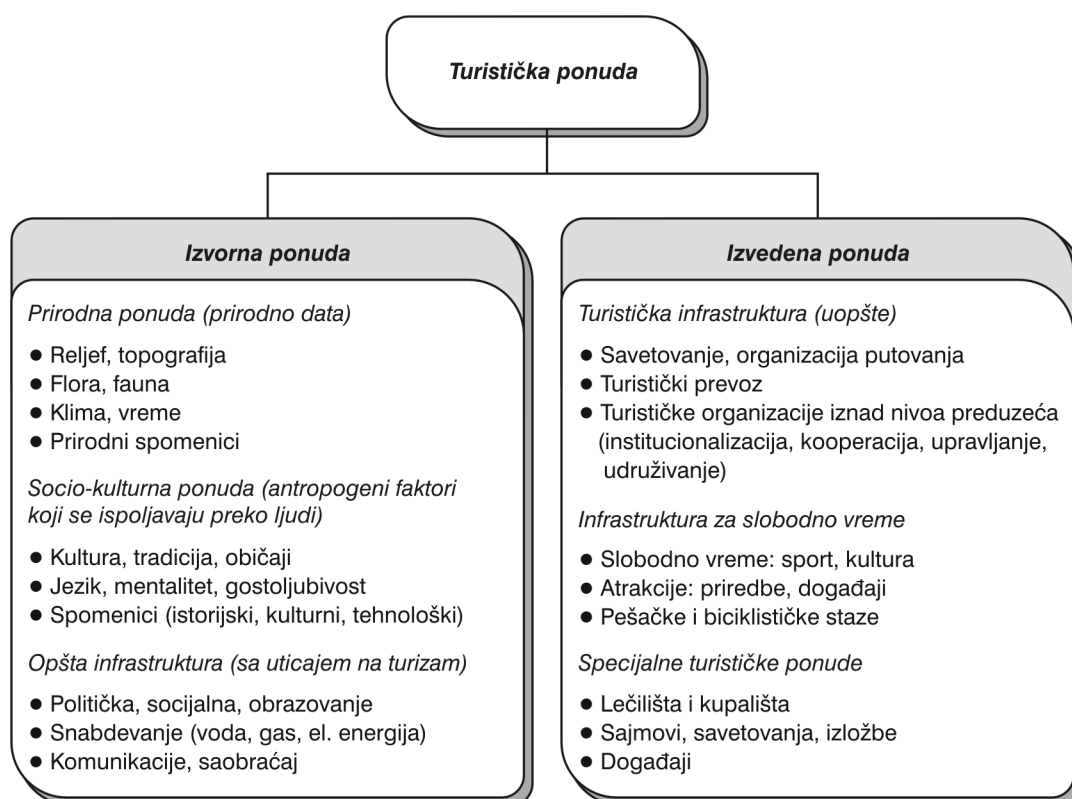 Turistička ponuda
Izvorna ponuda
Prirodna ponuda (prirodno data)
● Reljef, topografija
● Flora, fauna
● Klima, vreme
● Prirodni spomenici
Socio-kulturna ponuda (antropogeni faktori
koji se ispoljavaju preko ljudi)
● Kultura, tradicija, običaji
● Jezik, mentalitet, gostoljubivost
● Spomenici (istorijski, kulturni, tehnološki)
Opšta infrastruktura (sa uticajem na turizam)
● Politička, socijalna, obrazovanje
● Snabdevanje (voda, gas, el. energija)
● Komunikacije, saobraćaj
Izvedena ponuda
Turistička infrastruktura (uopšte)
● Savetovanje, organizacija putovanja
● Turistički prevoz
● Turističke organizacije iznad nivoa preduzeća
(institucionalizacija, kooperacija, upravljanje,
udruživanje)
Infrastruktura za slobodno vreme
● Slobodno vreme: sport, kultura
● Atrakcije: priredbe, događaji
● Pešačke i biciklističke staze
Specijalne turističke ponude
● Lečilišta i kupališta
● Sajmovi, savetovanja, izložbe
● Događaji